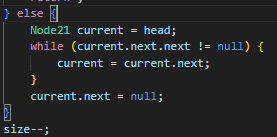 } else {
Node21 current = head;
while (current.next.next != null) {
current = current.next;
}
current.next = null;
}
size--;